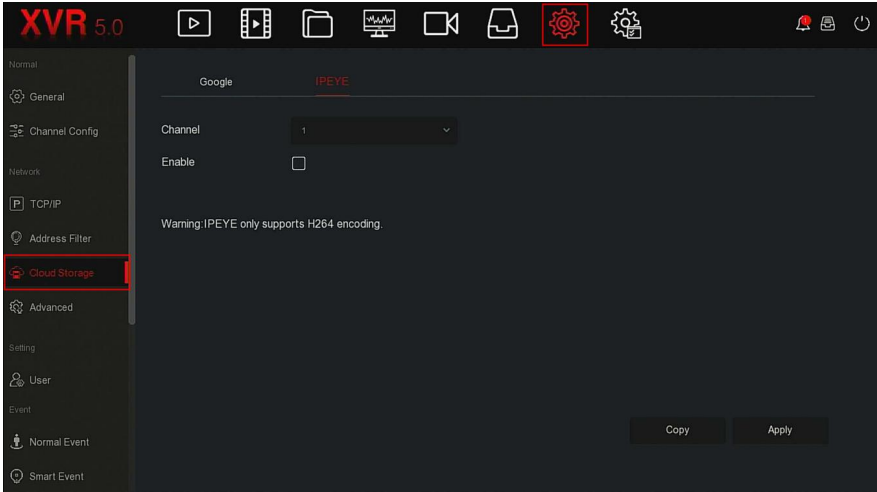 XVR 5.0
Normal
General
Channel Config
Network
P TCP/IP
Address Filter
Cloud Storage
Advanced
Setting
User
Event
Normal Event
Smart Event
Google IPEYE
Channel 1
Enable
Warning:IPEYE only supports H264 encoding.
Copy Apply